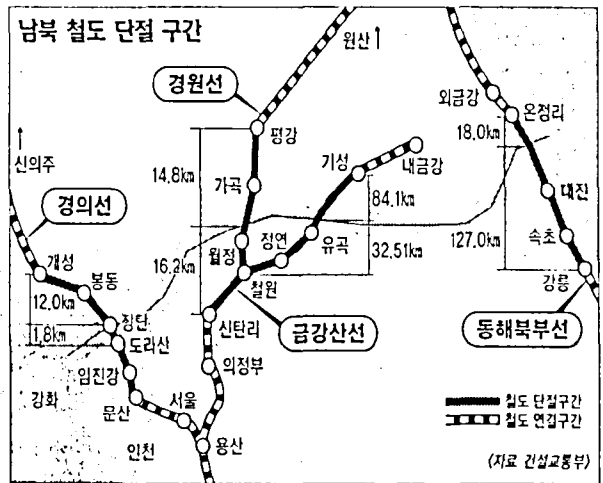 남북 철도 단절 구간
원산↑
경원선
평강
외금강
온정리
18.0km
↑
신의주
기성
내금강
14.8km
가곡
84.1km
대진
경의선
월정
정연
유곡
32.51km
127.0km
속초
16.2km
개성
봉동
철원
강릉
12.0km
장단
신탄리
금강산선
동해북부선
1.8km
도라산
의정부
임진강
강화
문산
서울
철도 단절구간
철도 연결구간
인천
용산
(자료 건설교통부)